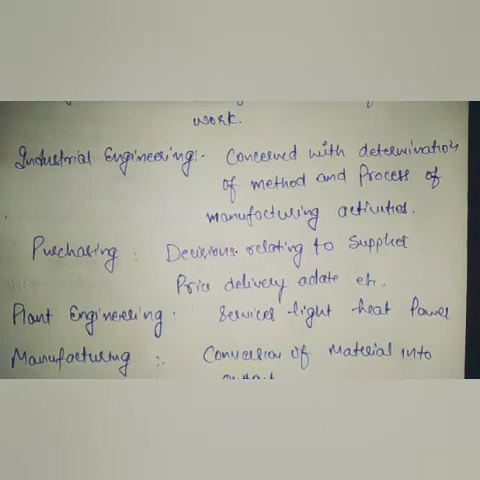 work.
Industrial Engineering:- Concerned with determination
of method and Process of
manufacturing activities.
Purchasing : Decisions relating to Supplier
Price delivery adate etc.
Plant Engineering : Services light heat Power
Manufacturing :. Conversion of Material into